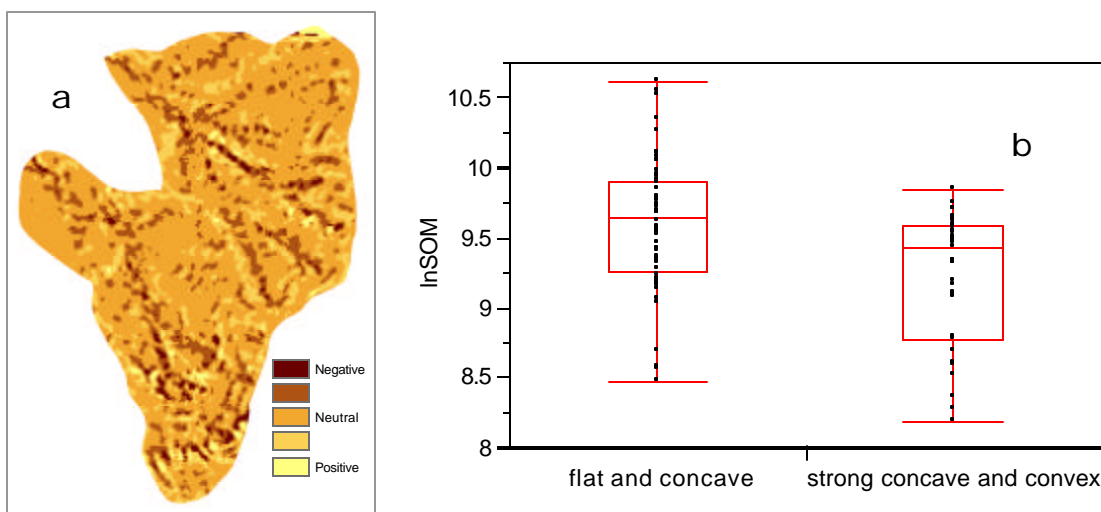 a
Negative
Neutral
Positive
b
10.5
10
9.5
9
8.5
8
lnSOM
flat and concave
strong concave and convex